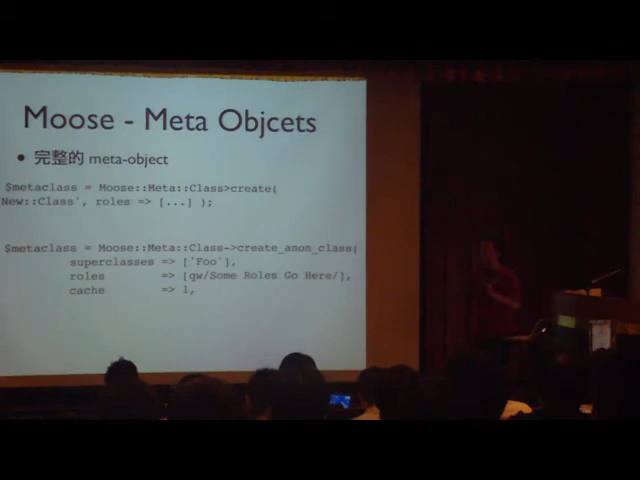 Moose - Meta Objcets
• 完整的 meta-object
$metaclass = Moose::Meta::Class>create(
New::Class', roles => [...] );
$metaclass = Moose::Meta::Class->create_anon_class(
superclasses => ['Foo'],
roles => [qw/Some Roles Go Here/],
cache => 1,